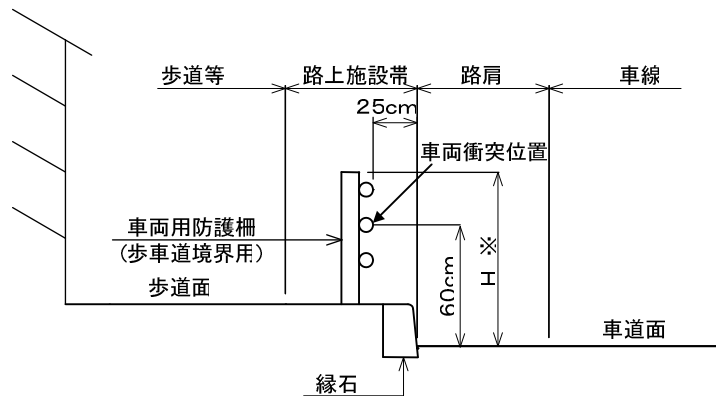 歩道等
路上施設帯
路肩
車線
25cm
車両衝突位置
車両用防護柵
(歩車道境界用)
H ※
60cm
歩道面
車道面
縁石